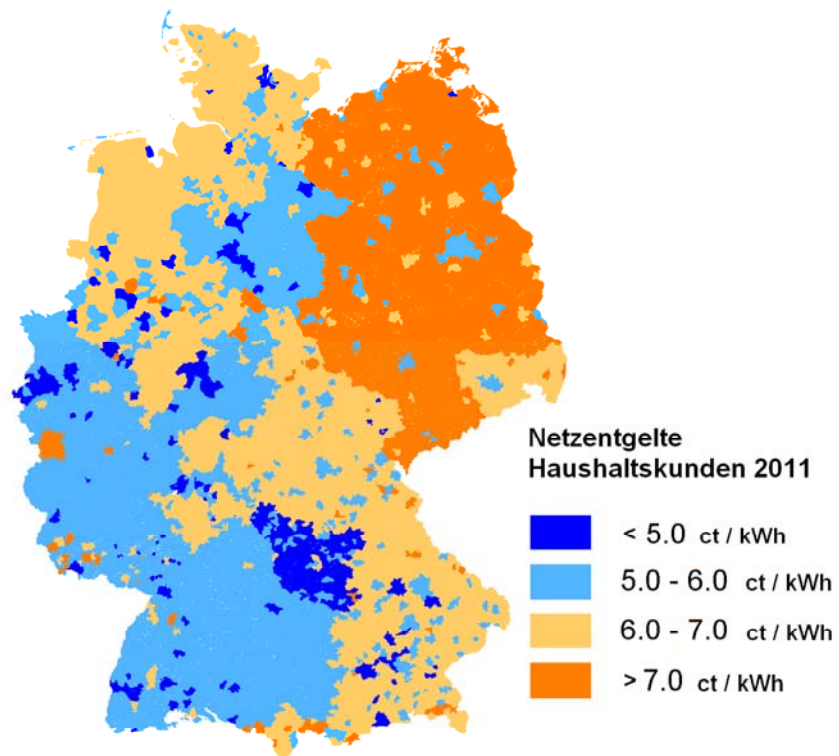 Netzentgelte
Haushaltskunden 2011
< 5.0 ct / kWh
5.0 - 6.0 ct / kWh
6.0 - 7.0 ct / kWh
> 7.0 ct / kWh